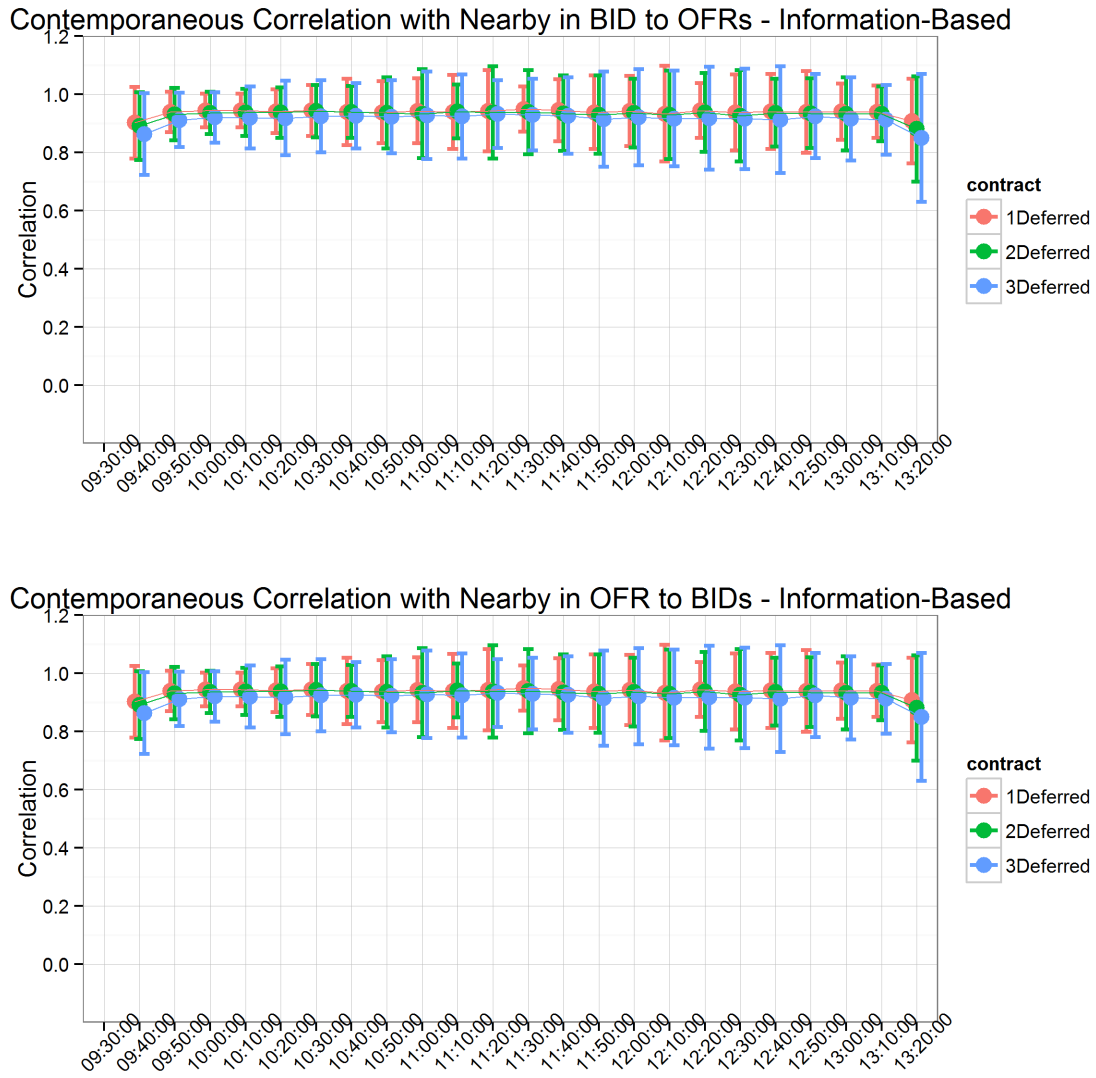 Contemporaneous Correlation with Nearby in BID to OFRs - Information-Based
1.2
1.0
0.8
0.6
0.4
0.2
0.0
Correlation
09:30:00 09:40:00 09:50:00 10:00:00 10:10:00 10:20:00 10:30:00 10:40:00 10:50:00 11:00:00 11:10:00 11:20:00 11:30:00 11:40:00 11:50:00 12:00:00 12:10:00 12:20:00 12:30:00 12:40:00 12:50:00 13:00:00 13:10:00 13:20:00
contract
1Deferred
2Deferred
3Deferred
Contemporaneous Correlation with Nearby in OFR to BIDs - Information-Based
1.2
1.0
0.8
0.6
0.4
0.2
0.0
Correlation
09:30:00 09:40:00 09:50:00 10:00:00 10:10:00 10:20:00 10:30:00 10:40:00 10:50:00 11:00:00 11:10:00 11:20:00 11:30:00 11:40:00 11:50:00 12:00:00 12:10:00 12:20:00 12:30:00 12:40:00 12:50:00 13:00:00 13:10:00 13:20:00
contract
1Deferred
2Deferred
3Deferred